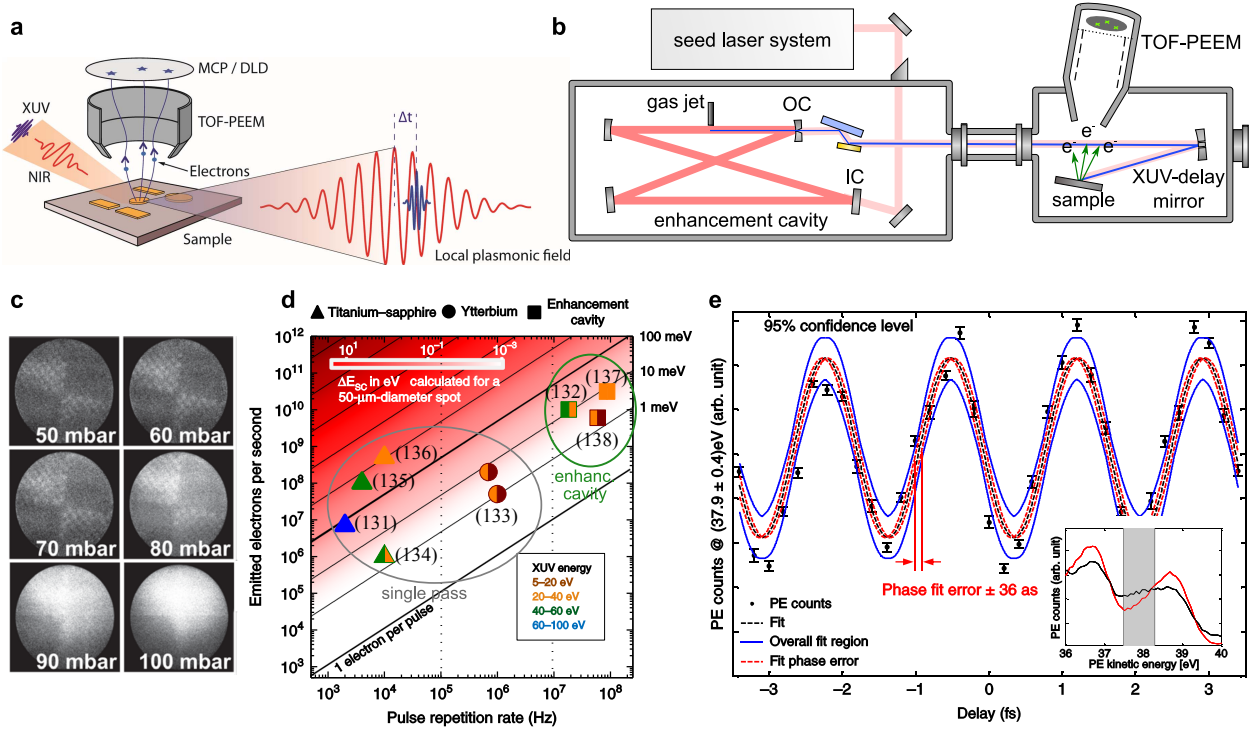 a
MCP / DLD
XUV
TOF-PEEM
NIR
Electrons
Sample
Δt
Local plasmonic field
b
seed laser system
TOF-PEEM
gas jet
OC
IC
enhancement cavity
e-
e-
e-
XUV-delay
mirror
sample
c
50 mbar
60 mbar
70 mbar
80 mbar
90 mbar
100 mbar
d
Titanium–sapphire
Ytterbium
Enhancement
cavity
10¹ 10⁻¹ 10⁻³
ΔE_SC in eV calculated for a
50-μm-diameter spot
100 meV
10 meV
1 meV
(137)
(132)
(138)
enhanc.
cavity
(136)
(135)
(131)
(133)
(134)
single pass
1 electron per pulse
XUV energy
5–20 eV
20–40 eV
40–60 eV
60–100 eV
Emitted electrons per second
10¹²
10¹¹
10¹⁰
10⁹
10⁸
10⁷
10⁶
10⁵
10⁴
10³
10³ 10⁴ 10⁵ 10⁶ 10⁷ 10⁸
Pulse repetition rate (Hz)
e
95% confidence level
PE counts @ (37.9 ± 0.4)eV (arb. unit)
Phase fit error ± 36 as
PE counts
Fit
Overall fit region
Fit phase error
PE counts (arb. unit)
36 37 38 39 40
PE kinetic energy [eV]
−3 −2 −1 0 1 2 3
Delay (fs)